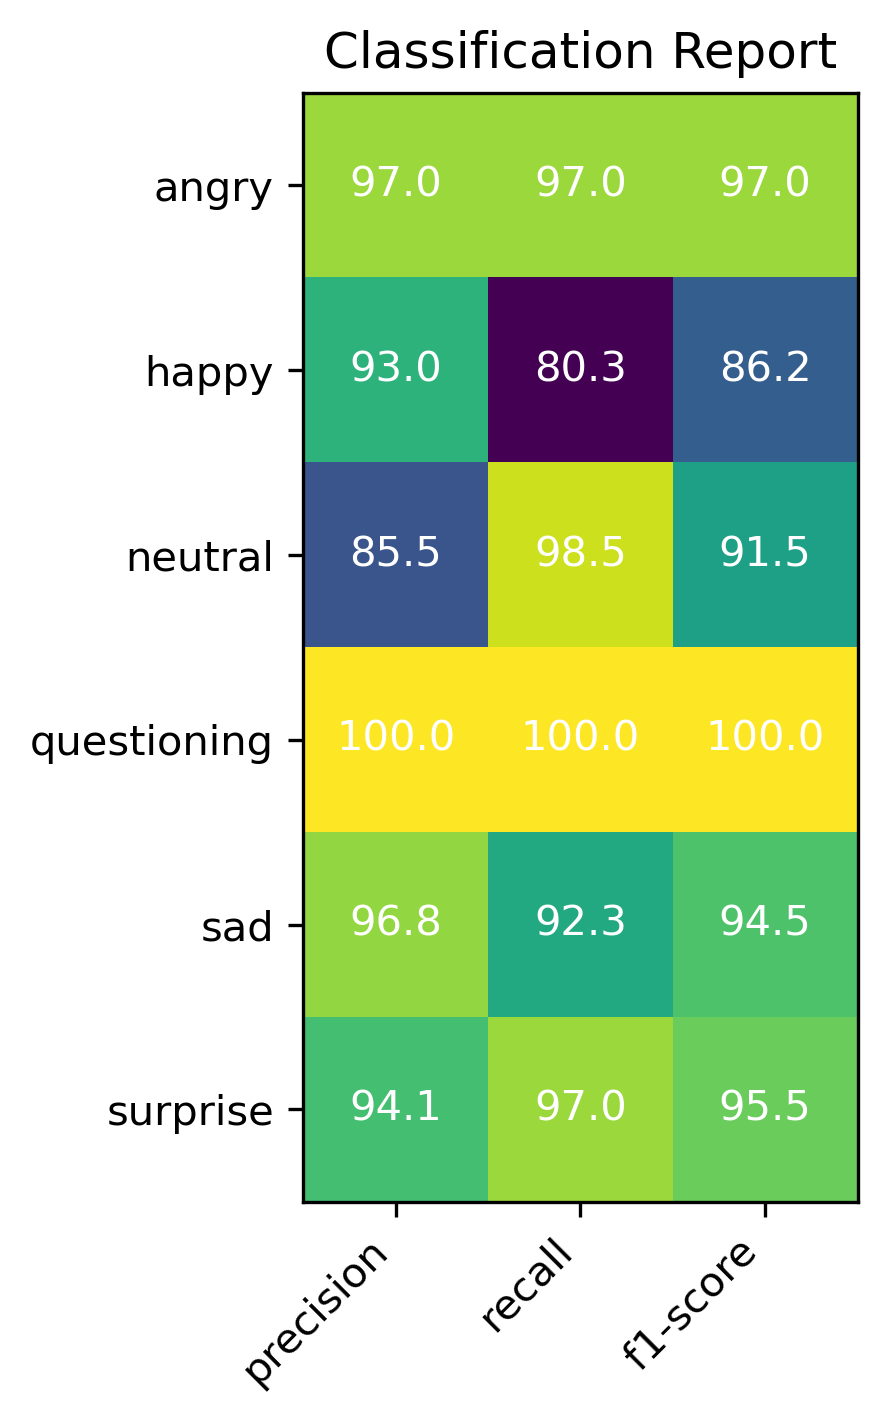 Classification Report
angry 97.0 97.0 97.0
happy 93.0 80.3 86.2
neutral 85.5 98.5 91.5
questioning 100.0 100.0 100.0
sad 96.8 92.3 94.5
surprise 94.1 97.0 95.5
precision recall f1-score